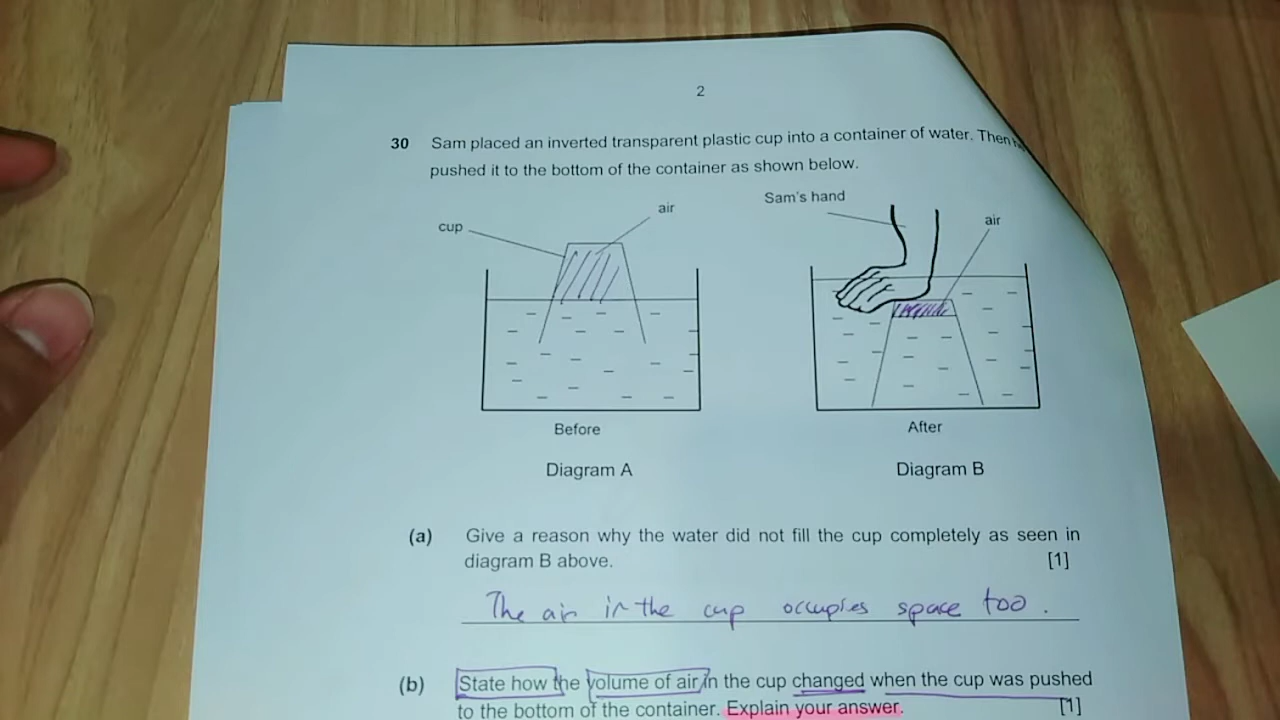 2
30 Sam placed an inverted transparent plastic cup into a container of water. Then
pushed it to the bottom of the container as shown below.
Sam's hand
air
air
cup
Before
After
Diagram A
Diagram B
(a) Give a reason why the water did not fill the cup completely as seen in
diagram B above. [1]
The air in the cup occupies space too.
(b) State how the volume of air in the cup changed when the cup was pushed
to the bottom of the container. Explain your answer. [1]